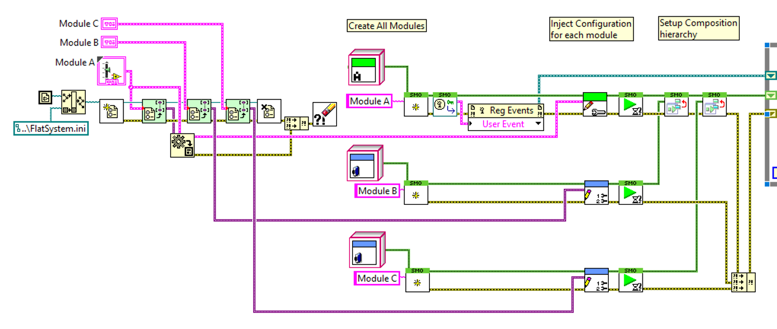 Module C
Module B
Module A
ä...\FlatSystem.ini
Create All Modules
Inject Configuration
for each module
Setup Composition
hierarchy
A
SMO
SMO
SMO
SMO
SMO
Module A
Reg Events
User Event
SMO
SMO
Module B
SMO
SMO
Module C